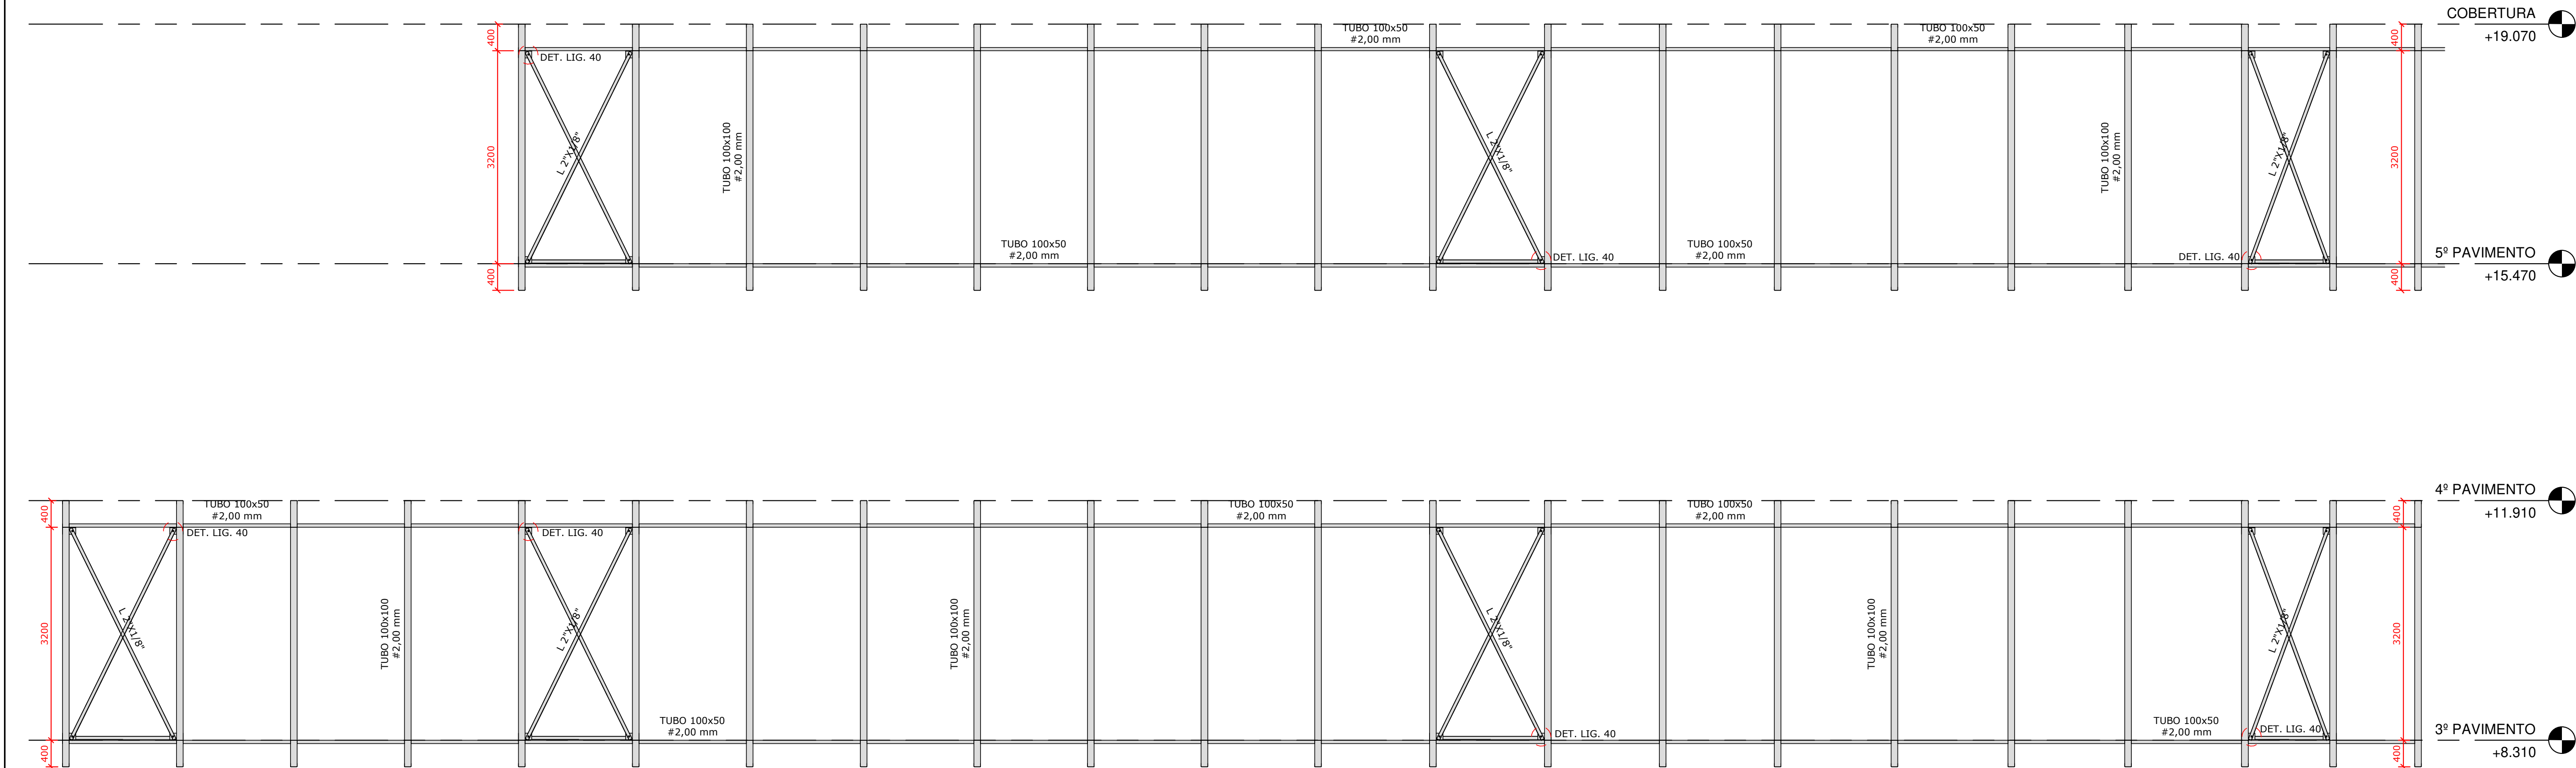 COBERTURA
+19.070
400
TUBO 100x50
#2,00 mm
TUBO 100x50
#2,00 mm
400
DET. LIG. 40
3200
L 2"X1/8"
TUBO 100x100
#2,00 mm
L 2"X1/8"
TUBO 100x100
#2,00 mm
L 2"X1/8"
3200
TUBO 100x50
#2,00 mm
DET. LIG. 40
TUBO 100x50
#2,00 mm
DET. LIG. 40
5º PAVIMENTO
+15.470
400
400
4º PAVIMENTO
+11.910
400
TUBO 100x50
#2,00 mm
TUBO 100x50
#2,00 mm
TUBO 100x50
#2,00 mm
400
DET. LIG. 40
DET. LIG. 40
3200
L 2"X1/8"
TUBO 100x100
#2,00 mm
L 2"X1/8"
TUBO 100x100
#2,00 mm
L 2"X1/8"
TUBO 100x100
#2,00 mm
L 2"X1/8"
3200
TUBO 100x50
#2,00 mm
DET. LIG. 40
TUBO 100x50
#2,00 mm
DET. LIG. 40
3º PAVIMENTO
+8.310
400
400